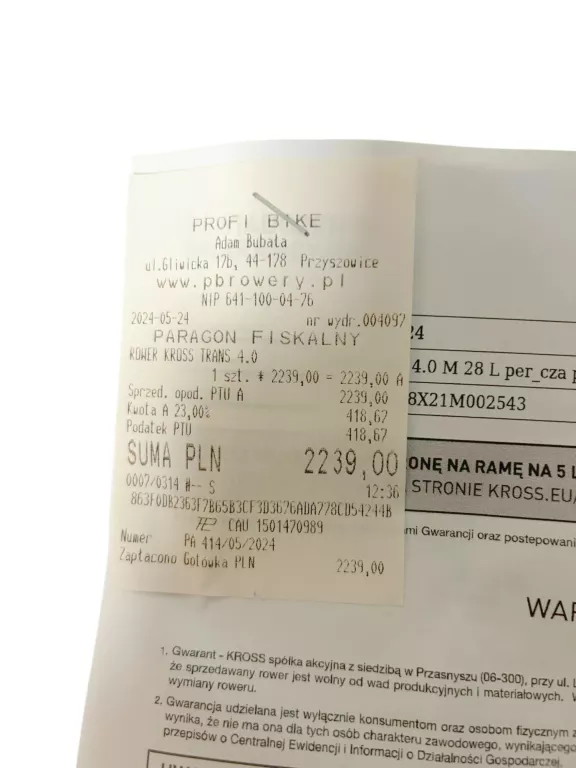 PROFI BIKE
Adam Bubała
ul.Gliwicka 17b, 44-178 Przyszowice
www.pbrowery.pl
NIP 641-100-04-76
2024-05-24 nr wydr.004097
PARAGON FISKALNY
ROWER KROSS TRANS 4.0
1 szt. * 2239,00 = 2239,00 A
Sprzed. opod. PTU A 2239,00
Kwota A 23,00% 418,67
Podatek PTU 418,67
SUMA PLN 2239,00
0007/0314 #-- S 12:36
863F0DB2363F7B65B3CF3D3676ADA778CD54244B
CAU 1501470989
Numer PA 414/05/2024
Zapłacono Gotówka PLN 2239,00
24
4.0 M 28 L per_cza p
8X21M002543
ONĘ NA RAMĘ NA 5 L
STRONIE KROSS.EU/
ami Gwarancji oraz postępowani
WAR
1. Gwarant - KROSS spółka akcyjna z siedzibą w Przasnyszu (06-300), przy ul. L
że sprzedawany rower jest wolny od wad produkcyjnych i materiałowych. W
wymiany roweru.
2. Gwarancja udzielana jest wyłącznie konsumentom oraz osobom fizycznym z
wynika, że nie ma ona dla tych osób charakteru zawodowego, wynikającego
przepisów o Centralnej Ewidencji i Informacji o Działalności Gospodarczej.